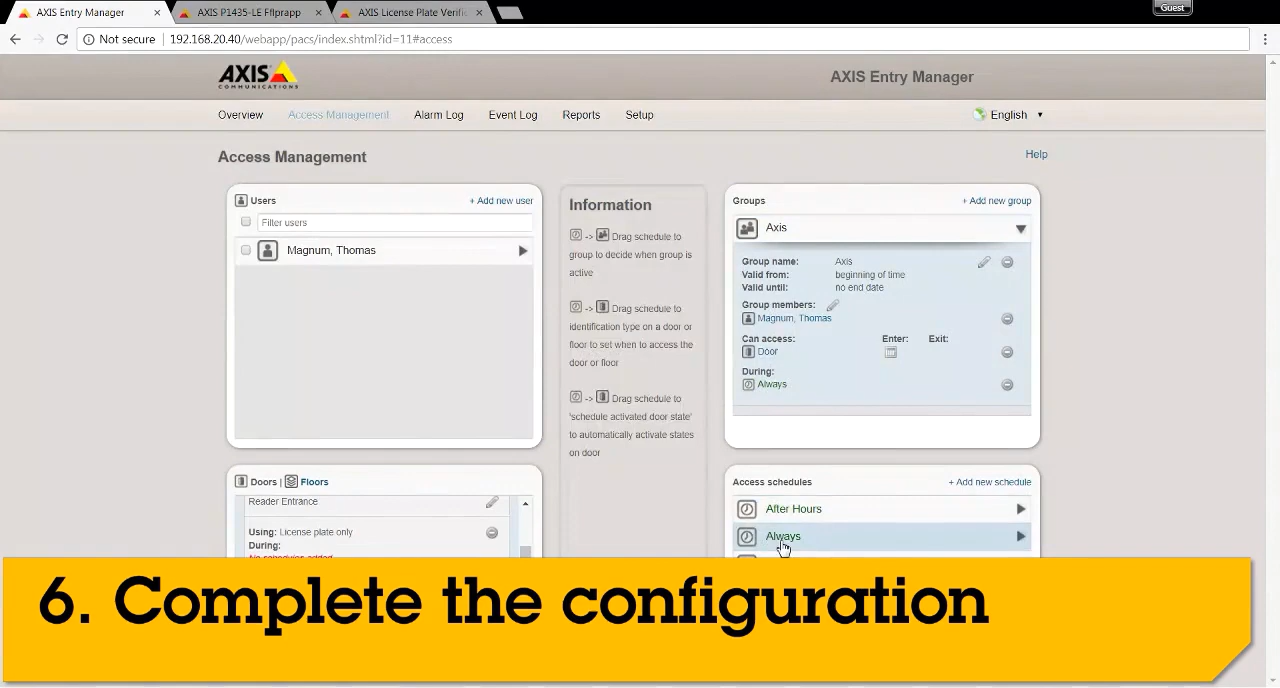 AXIS Entry Manager
AXIS P1435-LE Fflprapp
AXIS License Plate Verific
Guest
Not secure
192.168.20.40/webapp/pacs/index.shtml?id=11#access
AXIS
COMMUNICATIONS
AXIS Entry Manager
Overview
Access Management
Alarm Log
Event Log
Reports
Setup
English
Access Management
Help
Users
+ Add new user
Filter users
Magnum, Thomas
Information
-> Drag schedule to
group to decide when group is
active
-> Drag schedule to
identification type on a door or
floor to set when to access the
door or floor
-> Drag schedule to
'schedule activated door state'
to automatically activate states
on door
Groups
+ Add new group
Axis
Group name: Axis
Valid from: beginning of time
Valid until: no end date
Group members:
Magnum, Thomas
Can access: Enter: Exit:
Door
During:
Always
Doors | Floors
Reader Entrance
Using: License plate only
During:
No schedules added
Access schedules
+ Add new schedule
After Hours
Always
6. Complete the configuration